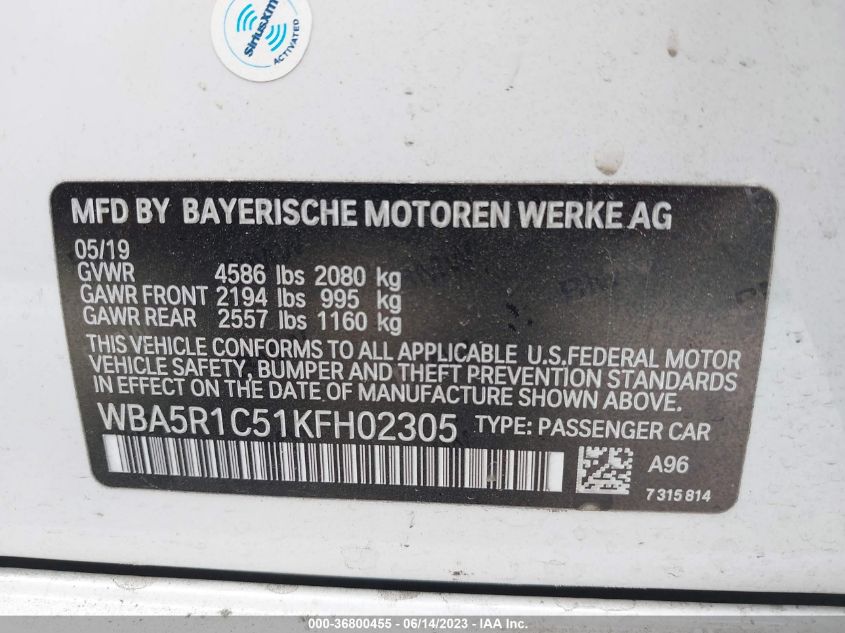 SiriusXM
ACTIVATED
MFD BY BAYERISCHE MOTOREN WERKE AG
05/19
GVWR 4586 lbs 2080 kg
GAWR FRONT 2194 lbs 995 kg
GAWR REAR 2557 lbs 1160 kg
THIS VEHICLE CONFORMS TO ALL APPLICABLE U.S.FEDERAL MOTOR
VEHICLE SAFETY, BUMPER AND THEFT PREVENTION STANDARDS
IN EFFECT ON THE DATE OF MANUFACTURE SHOWN ABOVE.
WBA5R1C51KFH02305 TYPE: PASSENGER CAR
A96
7 315 814
000-36800455 - 06/14/2023 - © IAA Inc.